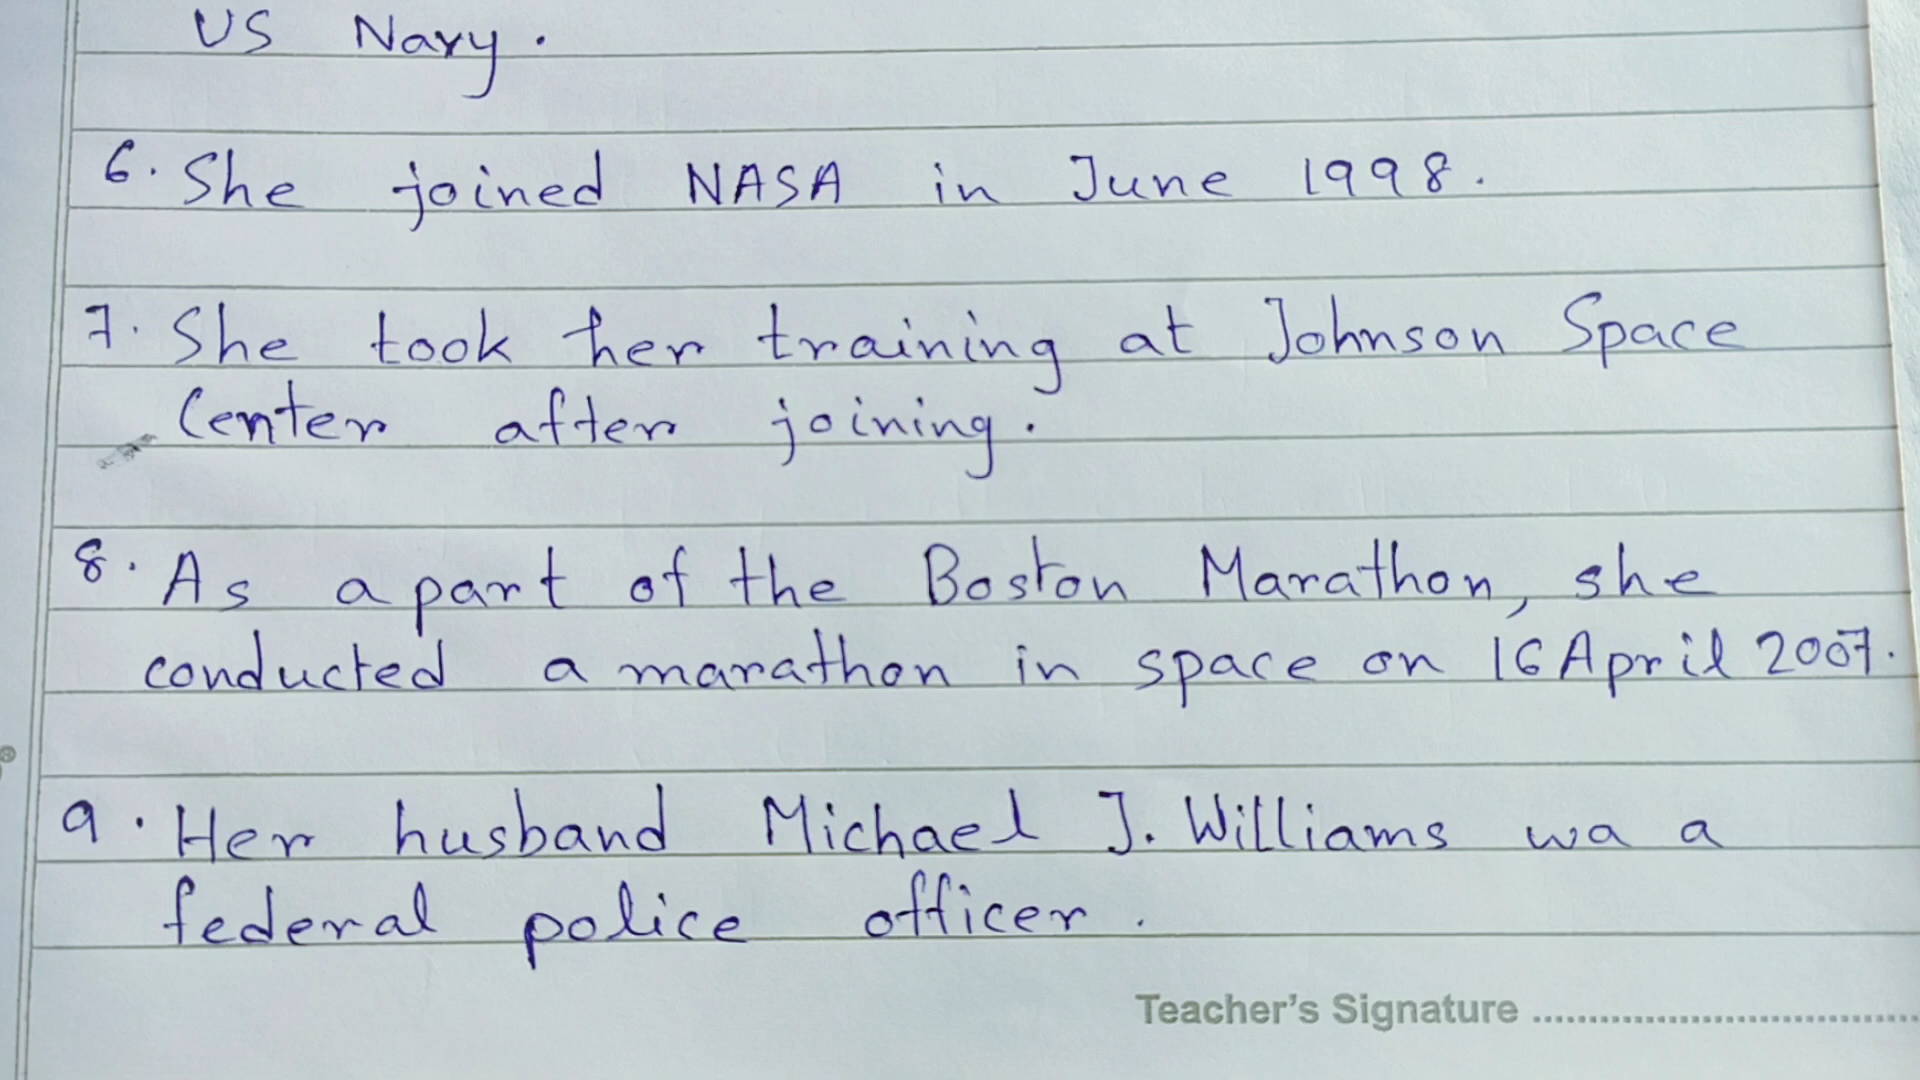 US Navy.
6. She joined NASA in June 1998.
7. She took her training at Johnson Space
Center after joining.
8. As a part of the Boston Marathon, she
conducted a marathon in space on 16 April 2007.
9. Her husband Michael J. Williams wa a
federal police officer.
Teacher's Signature ..............................